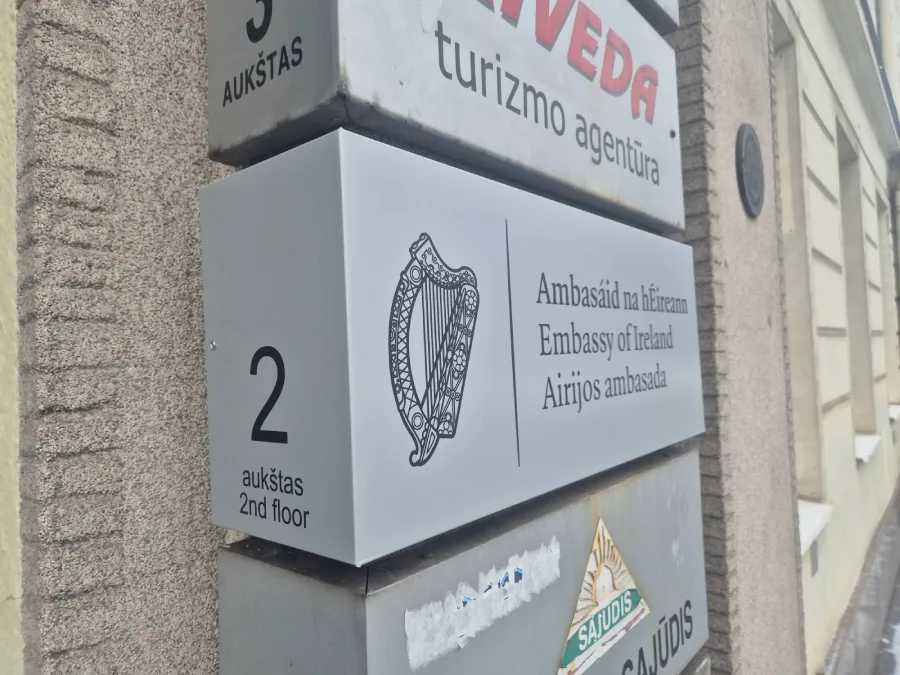 3
AUKŠTAS
turizmo agentūra
2
aukštas
2nd floor
Ambasáid na hÉireann
Embassy of Ireland
Airijos ambasada
SĄJŪDIS
SĄJŪDIS